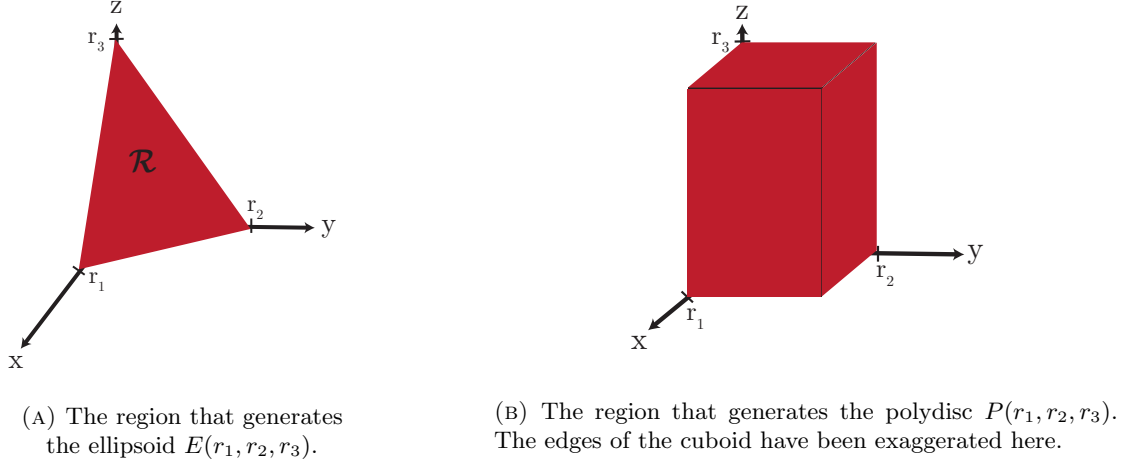 z
r₃
𝓡
r₂
y
r₁
x
(A) The region that generates
the ellipsoid E(r₁, r₂, r₃).
z
r₃
y
r₂
r₁
x
(B) The region that generates the polydisc P(r₁, r₂, r₃).
The edges of the cuboid have been exaggerated here.